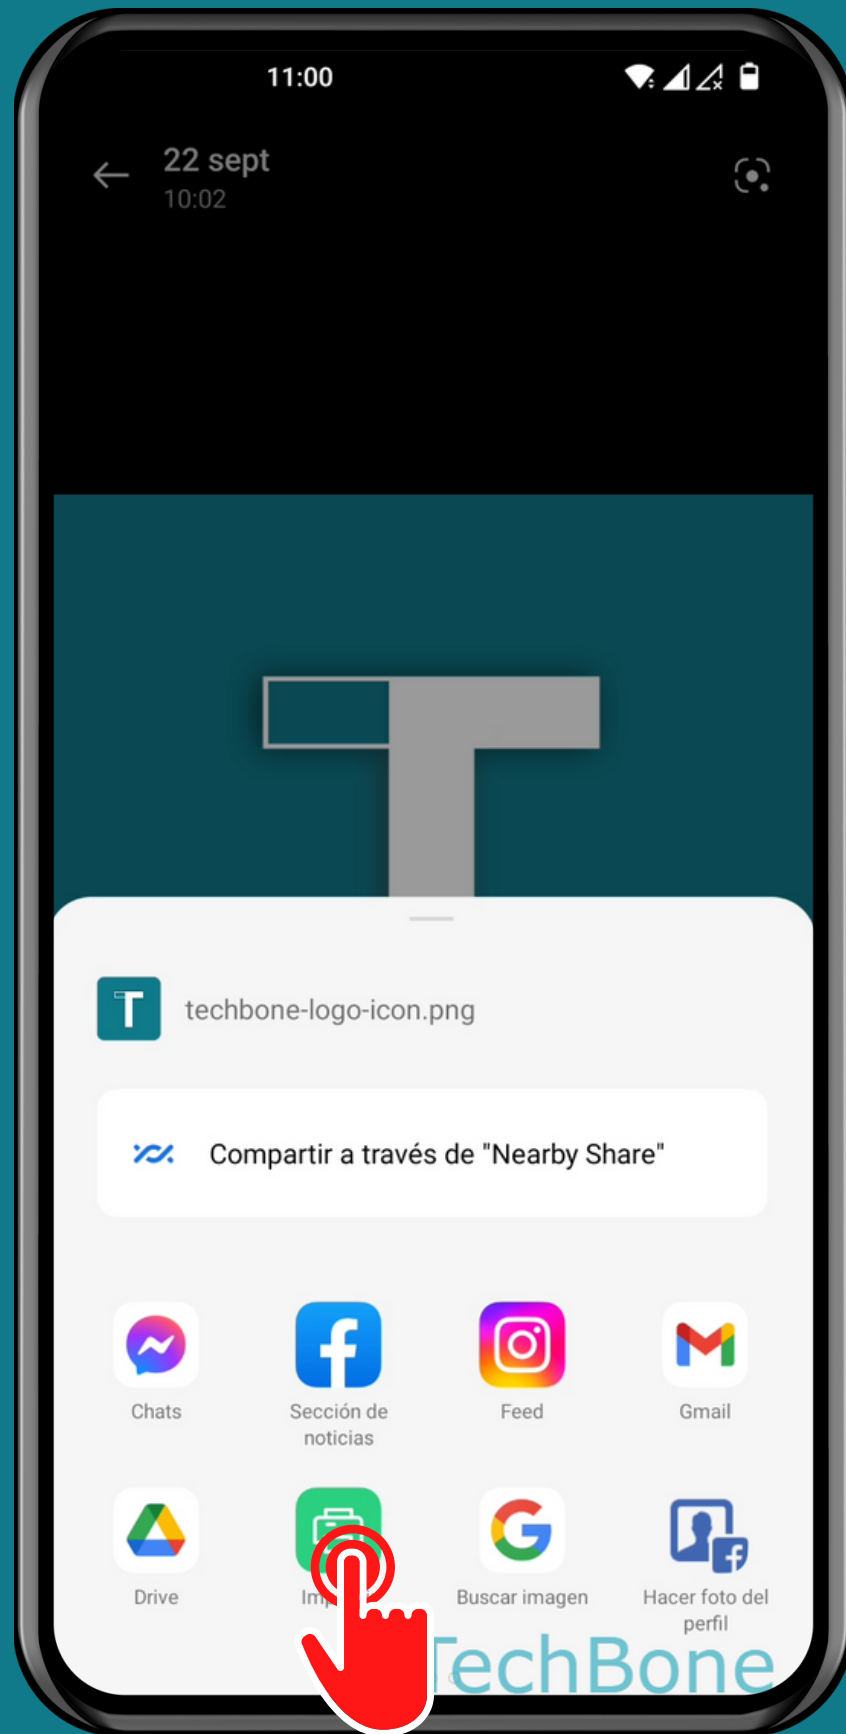 11:00
22 sept
10:02
T
T
techbone-logo-icon.png
Compartir a través de "Nearby Share"
Chats
Sección de
noticias
Feed
Gmail
Drive
Buscar imagen
Hacer foto del
perfil
TechBone